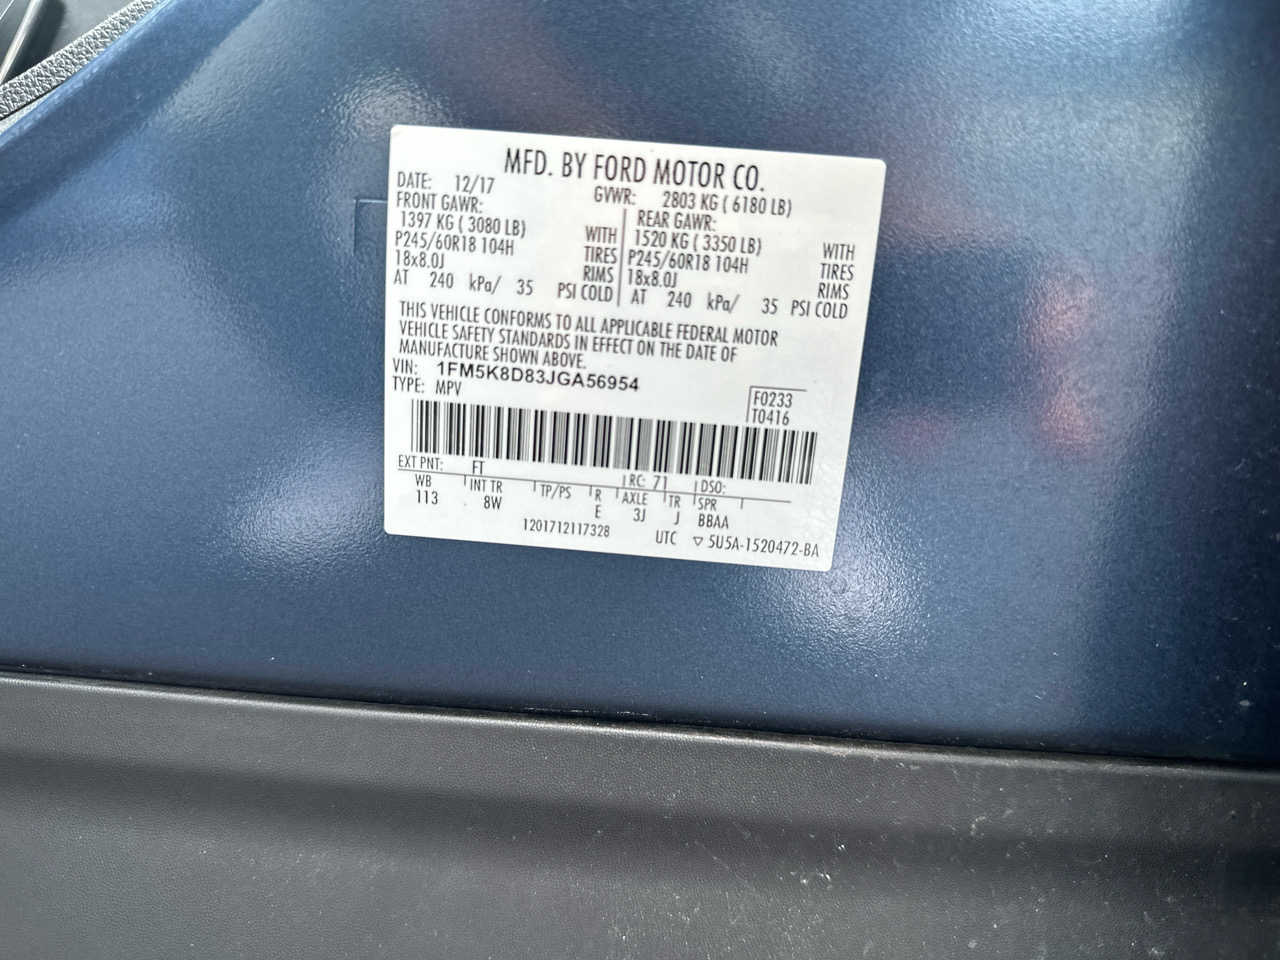 MFD. BY FORD MOTOR CO.
DATE: 12/17 GVWR: 2803 KG ( 6180 LB)
FRONT GAWR: REAR GAWR:
1397 KG ( 3080 LB) WITH 1520 KG ( 3350 LB) WITH
P245/60R18 104H TIRES P245/60R18 104H TIRES
18x8.0J RIMS 18x8.0J RIMS
AT 240 kPa/ 35 PSI COLD AT 240 kPa/ 35 PSI COLD
THIS VEHICLE CONFORMS TO ALL APPLICABLE FEDERAL MOTOR
VEHICLE SAFETY STANDARDS IN EFFECT ON THE DATE OF
MANUFACTURE SHOWN ABOVE.
VIN: 1FM5K8D83JGA56954
TYPE: MPV F0233
T0416
EXT PNT: FT RC: 71 DSO:
WB INT TR TP/PS R AXLE TR SPR
113 8W E 3J J BBAA
1201712117328 UTC ▽ 5U5A-1520472-BA